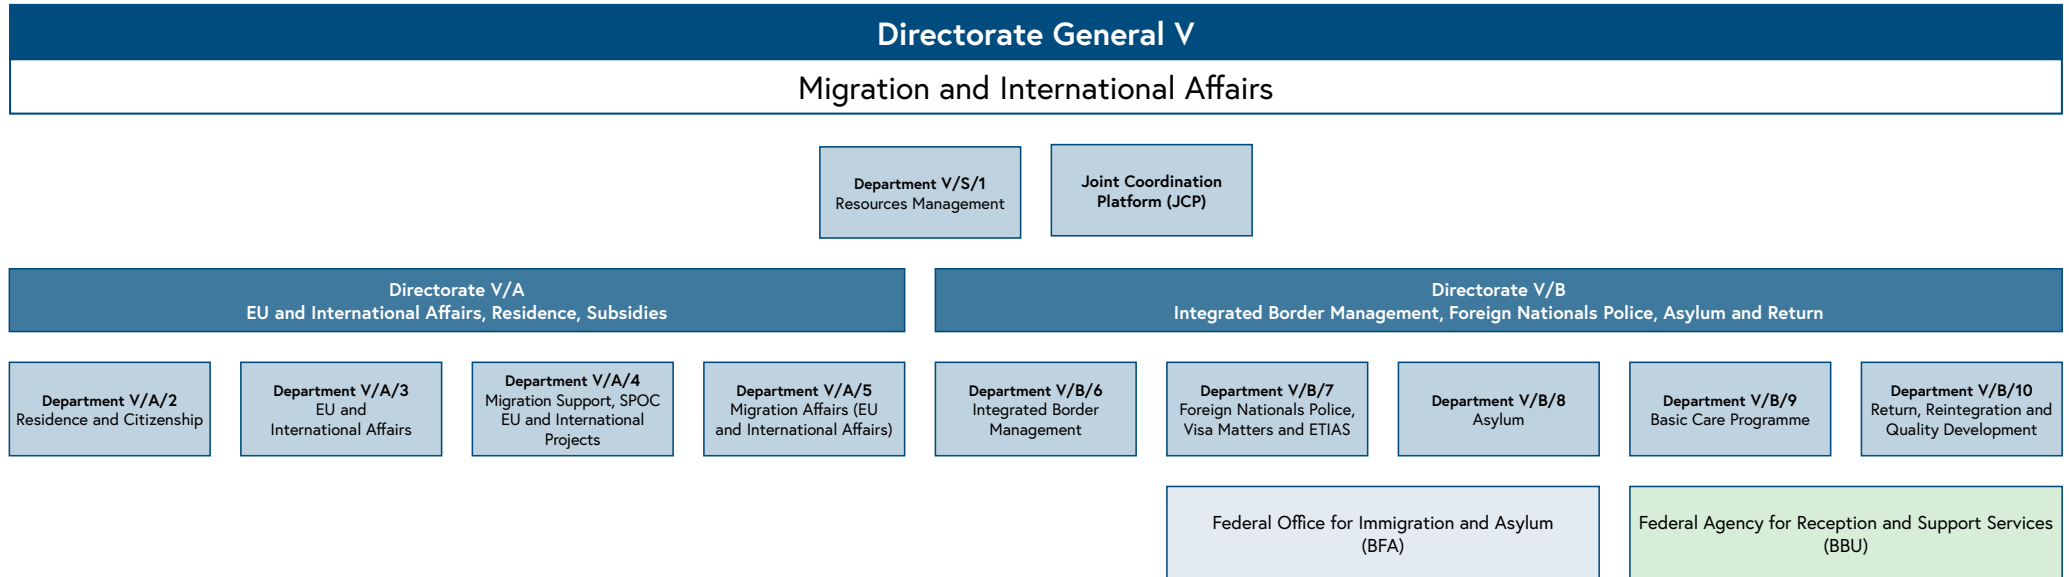 Directorate General V
Migration and International Affairs
Department V/S/1
Resources Management
Joint Coordination
Platform (JCP)
Directorate V/A
EU and International Affairs, Residence, Subsidies
Directorate V/B
Integrated Border Management, Foreign Nationals Police, Asylum and Return
Department V/A/2
Residence and Citizenship
Department V/A/3
EU and
International Affairs
Department V/A/4
Migration Support, SPOC
EU and International
Projects
Department V/A/5
Migration Affairs (EU
and International Affairs)
Department V/B/6
Integrated Border
Management
Department V/B/7
Foreign Nationals Police,
Visa Matters and ETIAS
Department V/B/8
Asylum
Department V/B/9
Basic Care Programme
Department V/B/10
Return, Reintegration and
Quality Development
Federal Office for Immigration and Asylum
(BFA)
Federal Agency for Reception and Support Services
(BBU)